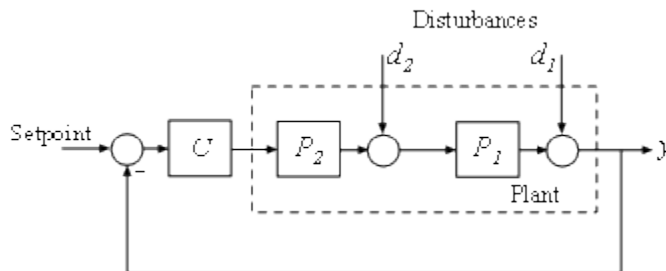 Disturbances
d₂
d₁
Setpoint
C
P₂
P₁
y
Plant